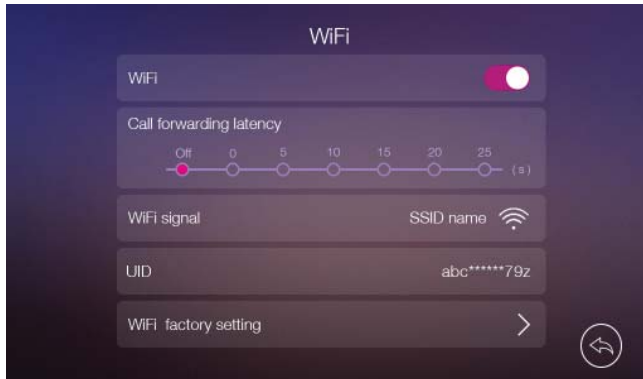 WiFi
WiFi
Call forwarding latency
Off 0 5 10 15 20 25
(s)
WiFi signal SSID name
UID abc******79z
WiFi factory setting